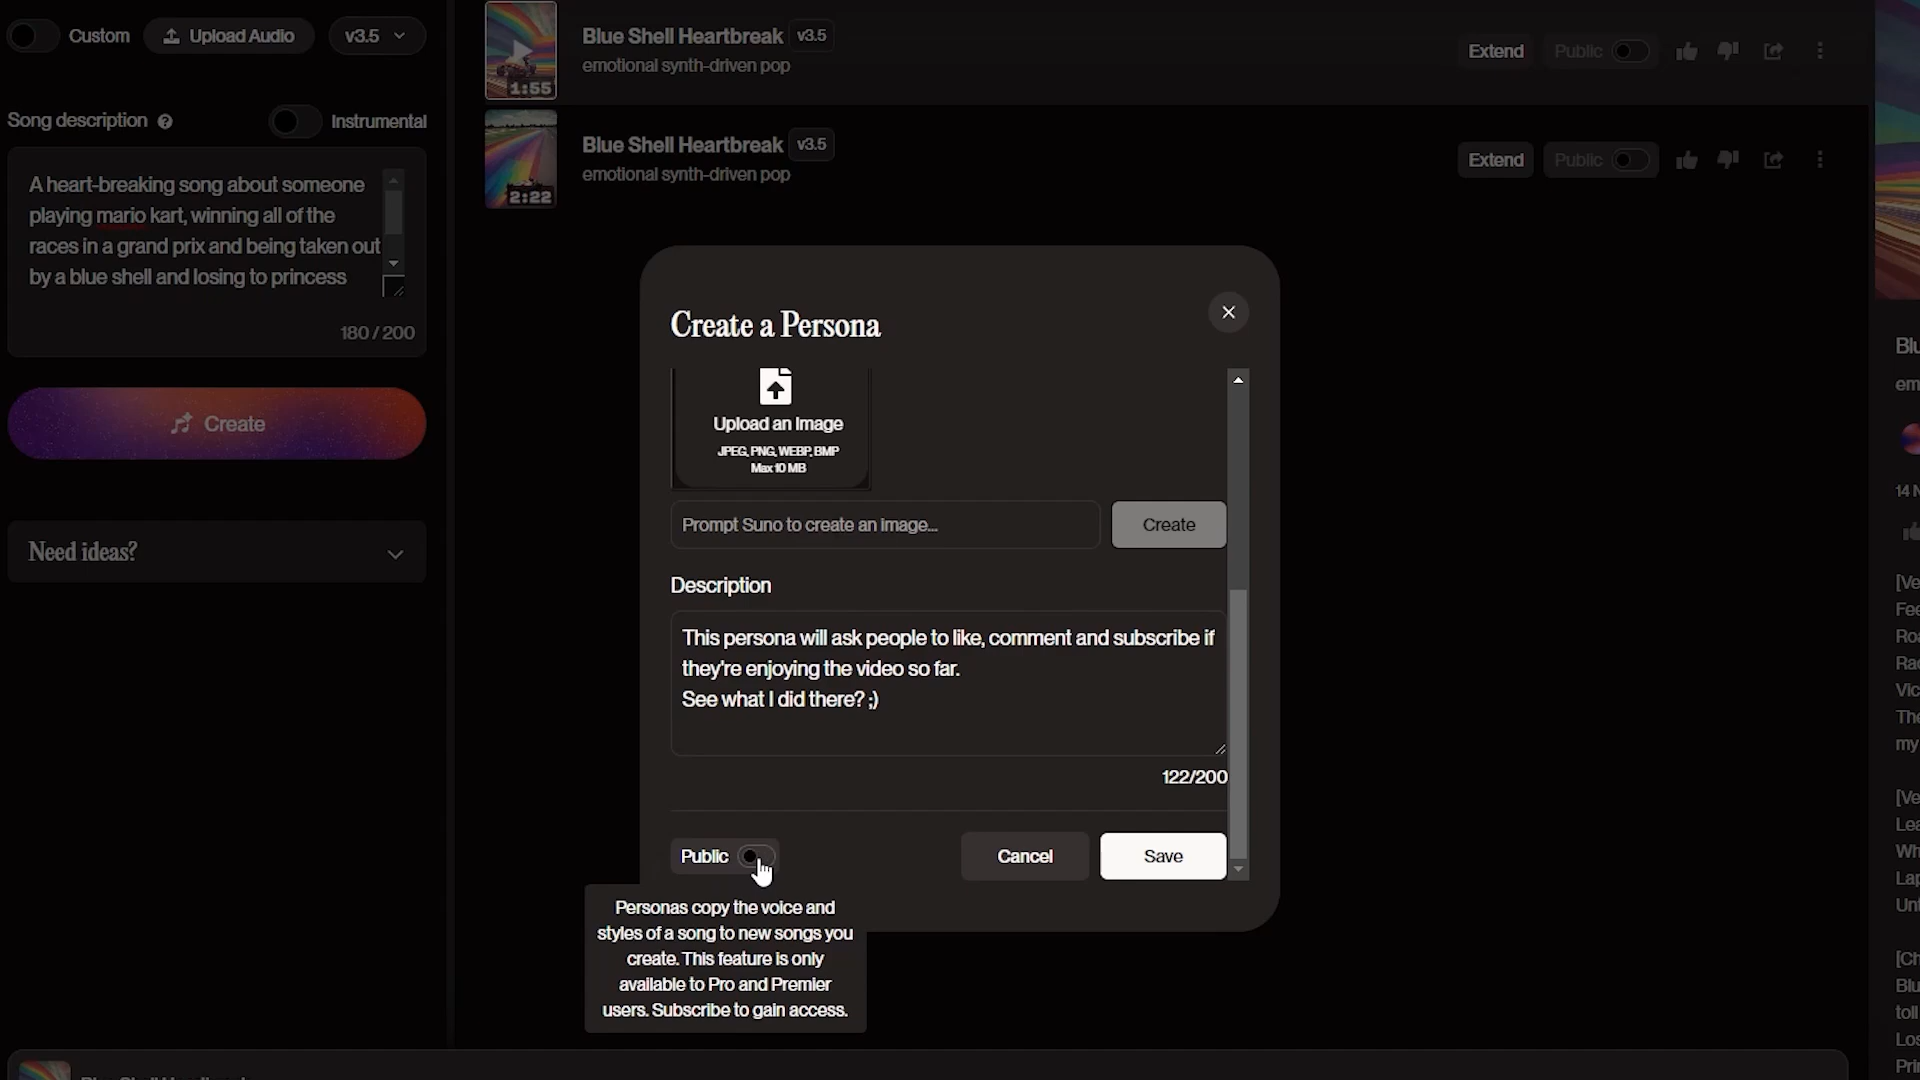 Custom
Upload Audio
v3.5
Song description
Instrumental
A heart-breaking song about someone
playing mario kart, winning all of the
races in a grand prix and being taken out
by a blue shell and losing to princess
180 / 200
Create
Need ideas?
1:55
Blue Shell Heartbreak v3.5
emotional synth-driven pop
Extend
Public
2:22
Blue Shell Heartbreak v3.5
emotional synth-driven pop
Extend
Public
Create a Persona
Upload an Image
JPEG, PNG, WEBP, BMP
Max 10 MB
Prompt Suno to create an image...
Create
Description
This persona will ask people to like, comment and subscribe if
they're enjoying the video so far.
See what I did there? ;)
122/200
Public
Cancel
Save
Personas copy the voice and
styles of a song to new songs you
create. This feature is only
available to Pro and Premier
users. Subscribe to gain access.
14
my
toll